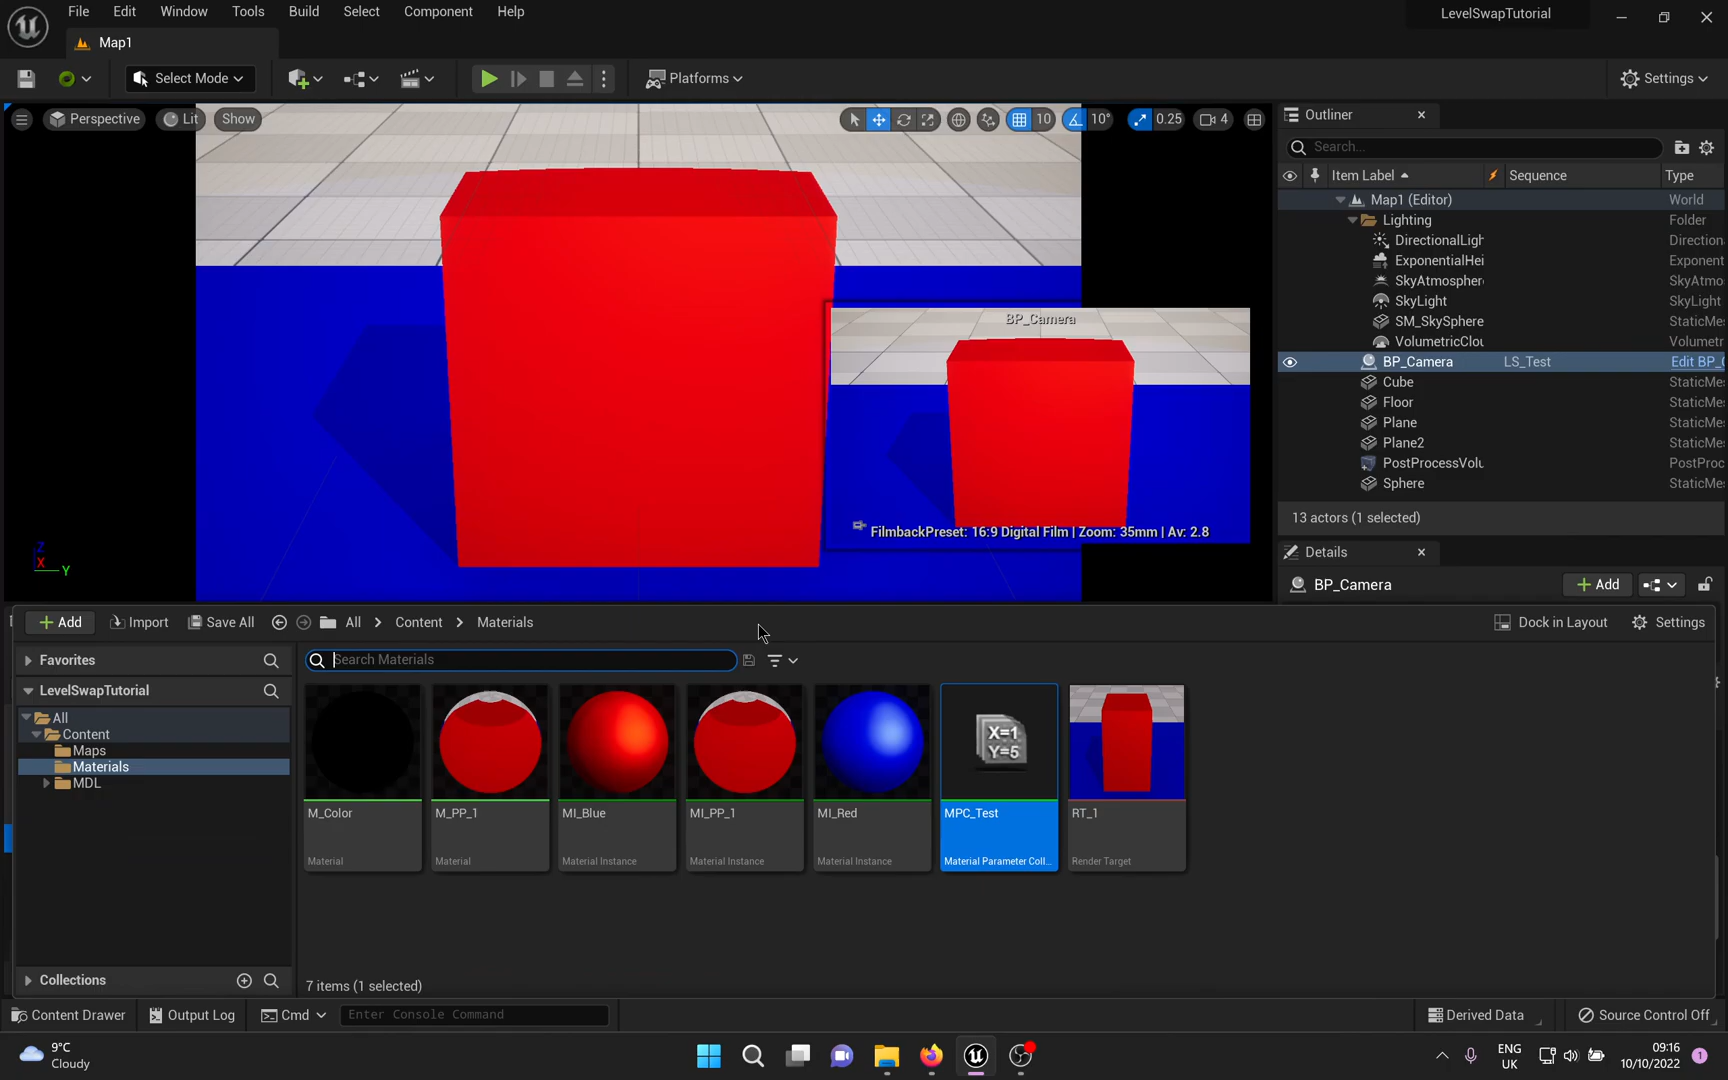 File Edit Window Tools Build Select Component Help
LevelSwapTutorial
Map1
Select Mode
Platforms
Settings
Perspective Lit Show
10 10° 0.25 4
BP_Camera
FilmbackPreset: 16:9 Digital Film | Zoom: 35mm | Av: 2.8
Z
X
Y
Outliner
Search...
Item Label Sequence Type
Map1 (Editor) World
Lighting Folder
DirectionalLigh Direction
ExponentialHei Exponent
SkyAtmospher SkyAtmo
SkyLight SkyLight
SM_SkySphere StaticMe
VolumetricClou Volumetr
BP_Camera LS_Test Edit BP_C
Cube StaticMe
Floor StaticMe
Plane StaticMe
Plane2 StaticMe
PostProcessVolu PostProc
Sphere StaticMe
13 actors (1 selected)
Details
BP_Camera Add
Add Import Save All All Content Materials Dock in Layout Settings
Favorites
Search Materials
LevelSwapTutorial
All
Content
Maps
Materials
MDL
M_Color
Material
M_PP_1
Material
MI_Blue
Material Instance
MI_PP_1
Material Instance
MI_Red
Material Instance
X=1
Y=5
MPC_Test
Material Parameter Coll...
RT_1
Render Target
Collections
7 items (1 selected)
Content Drawer Output Log Cmd Enter Console Command Derived Data Source Control Off
9°C
Cloudy
ENG
UK
09:16
10/10/2022
1